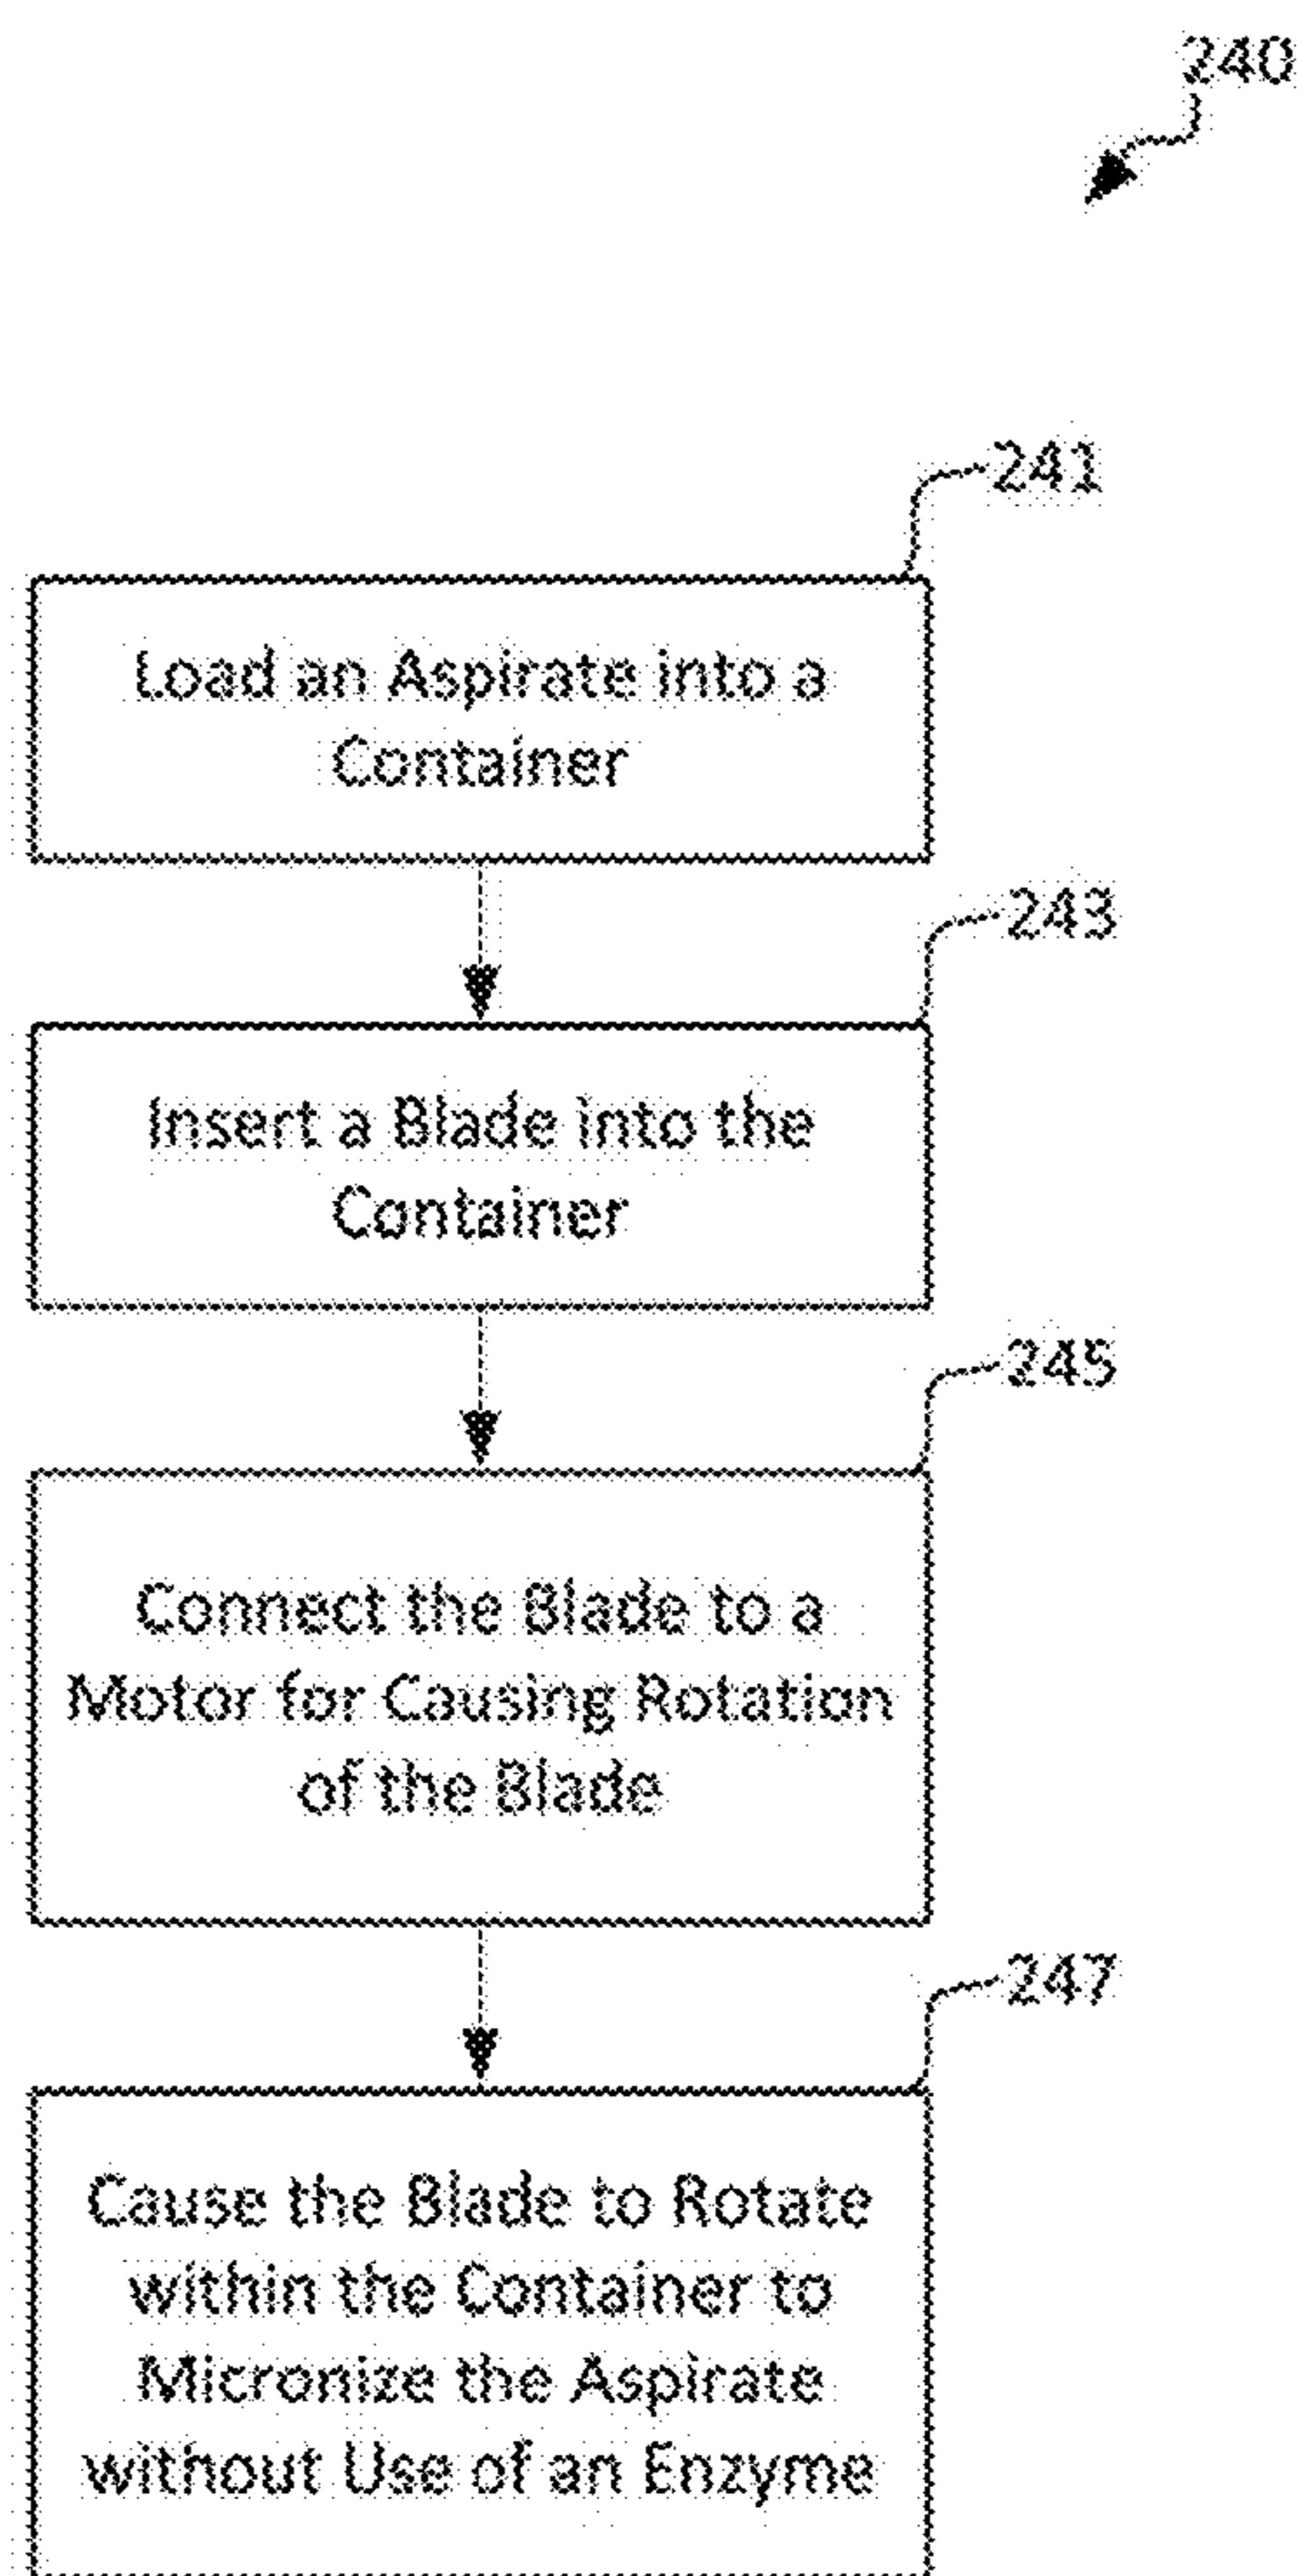 240
241
Load an Aspirate into a
Container
243
Insert a Blade into the
Container
245
Connect the Blade to a
Motor for Causing Rotation
of the Blade
247
Cause the Blade to Rotate
within the Container to
Micronize the Aspirate
without Use of an Enzyme